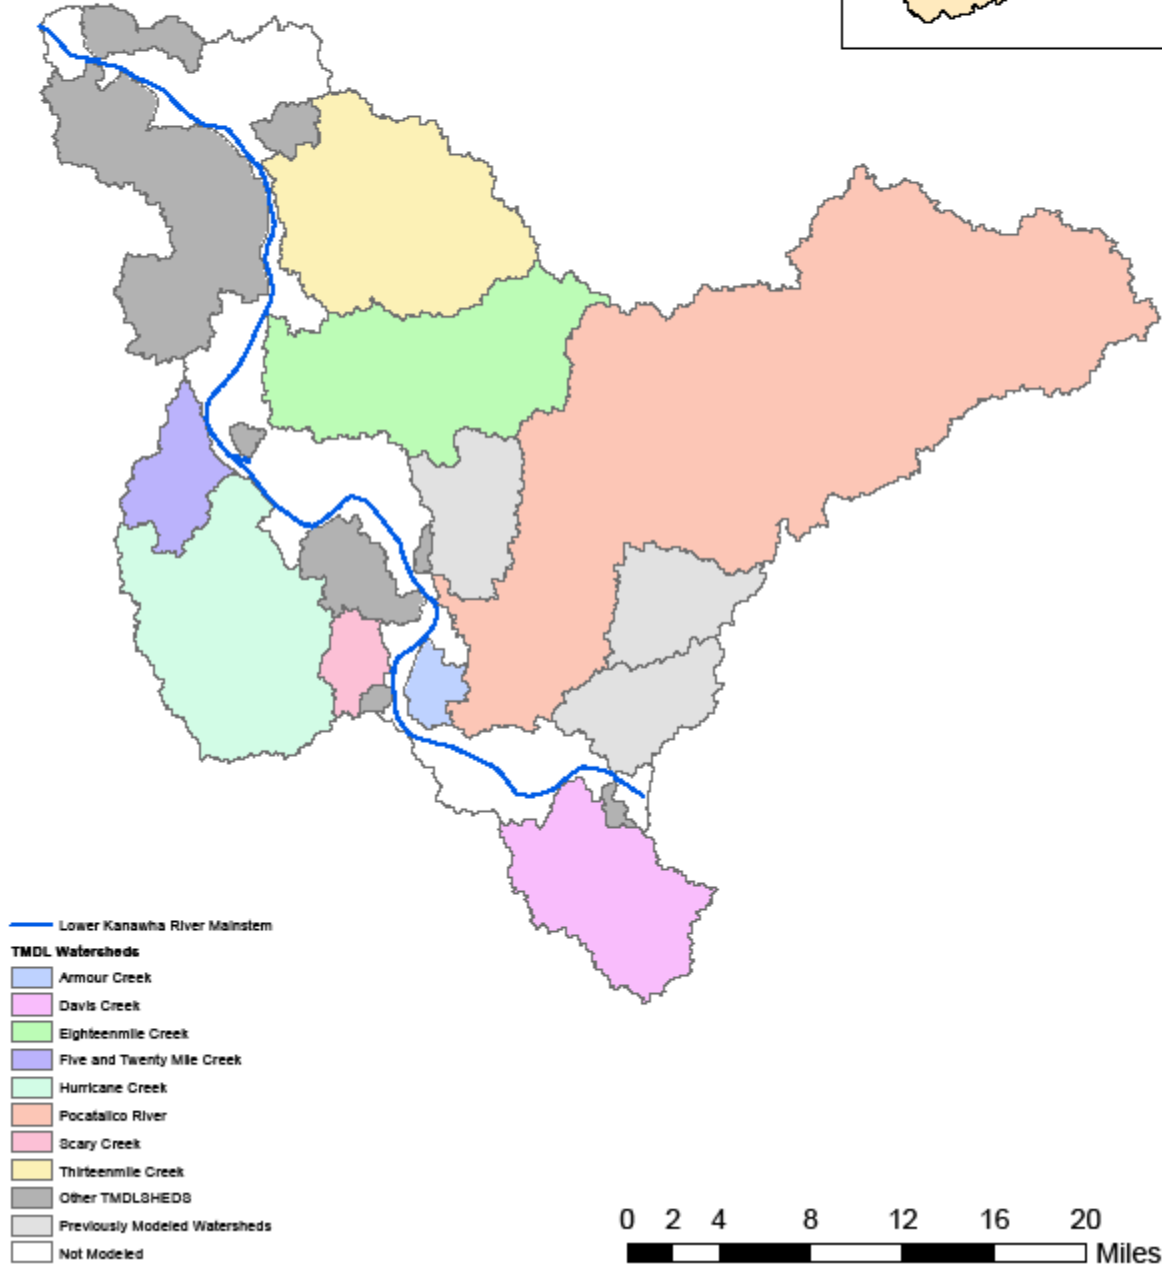 Lower Kanawha River Mainstem
TMDL Watersheds
Armour Creek
Davis Creek
Eighteenmile Creek
Five and Twenty Mile Creek
Hurricane Creek
Pocatalico River
Scary Creek
Thirteenmile Creek
Other TMDLSHEDS
Previously Modeled Watersheds
Not Modeled
0 2 4 8 12 16 20
Miles